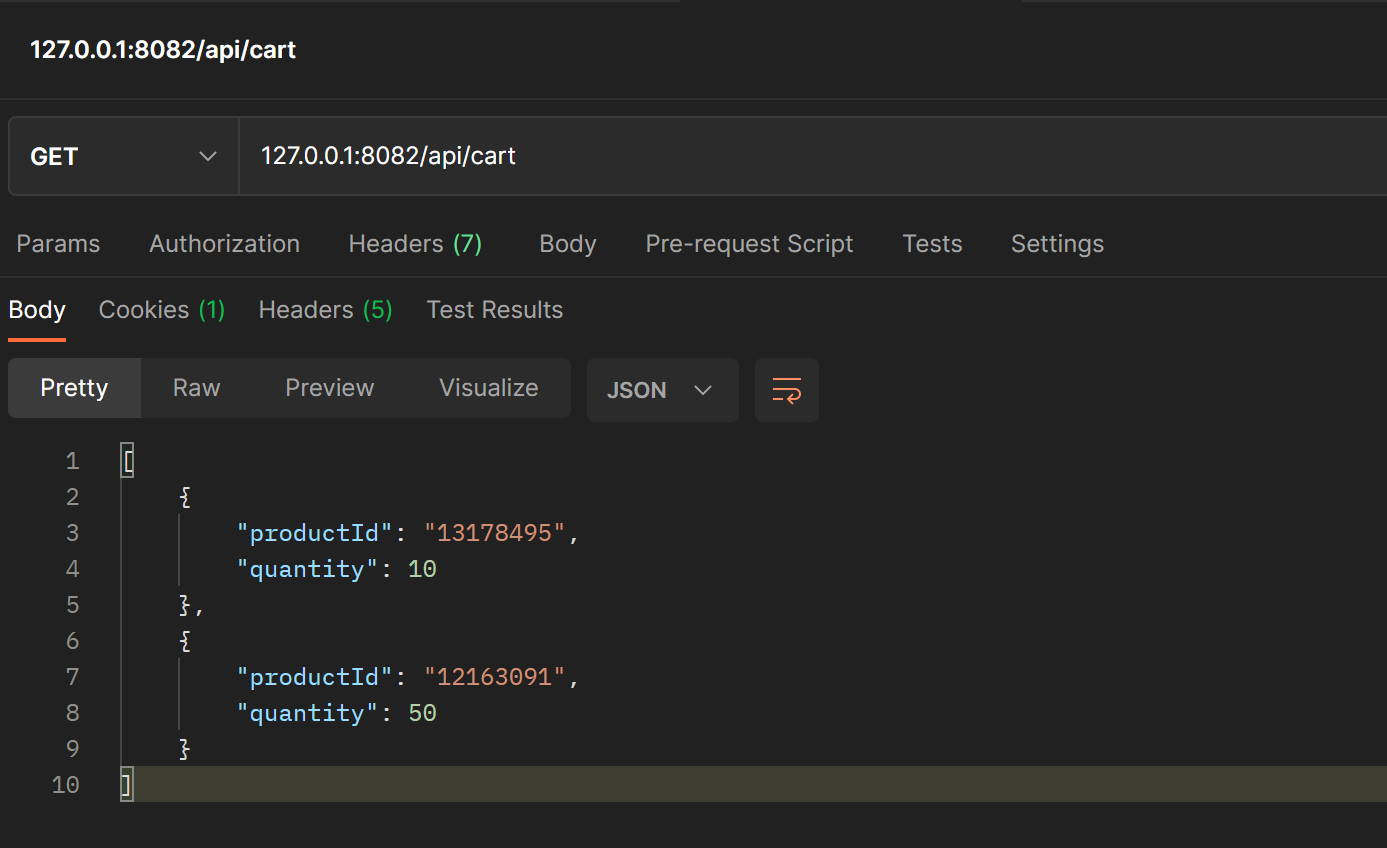 127.0.0.1:8082/api/cart
GET 127.0.0.1:8082/api/cart
Params Authorization Headers (7) Body Pre-request Script Tests Settings
Body Cookies (1) Headers (5) Test Results
Pretty Raw Preview Visualize JSON
1 [
2 {
3 "productId": "13178495",
4 "quantity": 10
5 },
6 {
7 "productId": "12163091",
8 "quantity": 50
9 }
10 ]